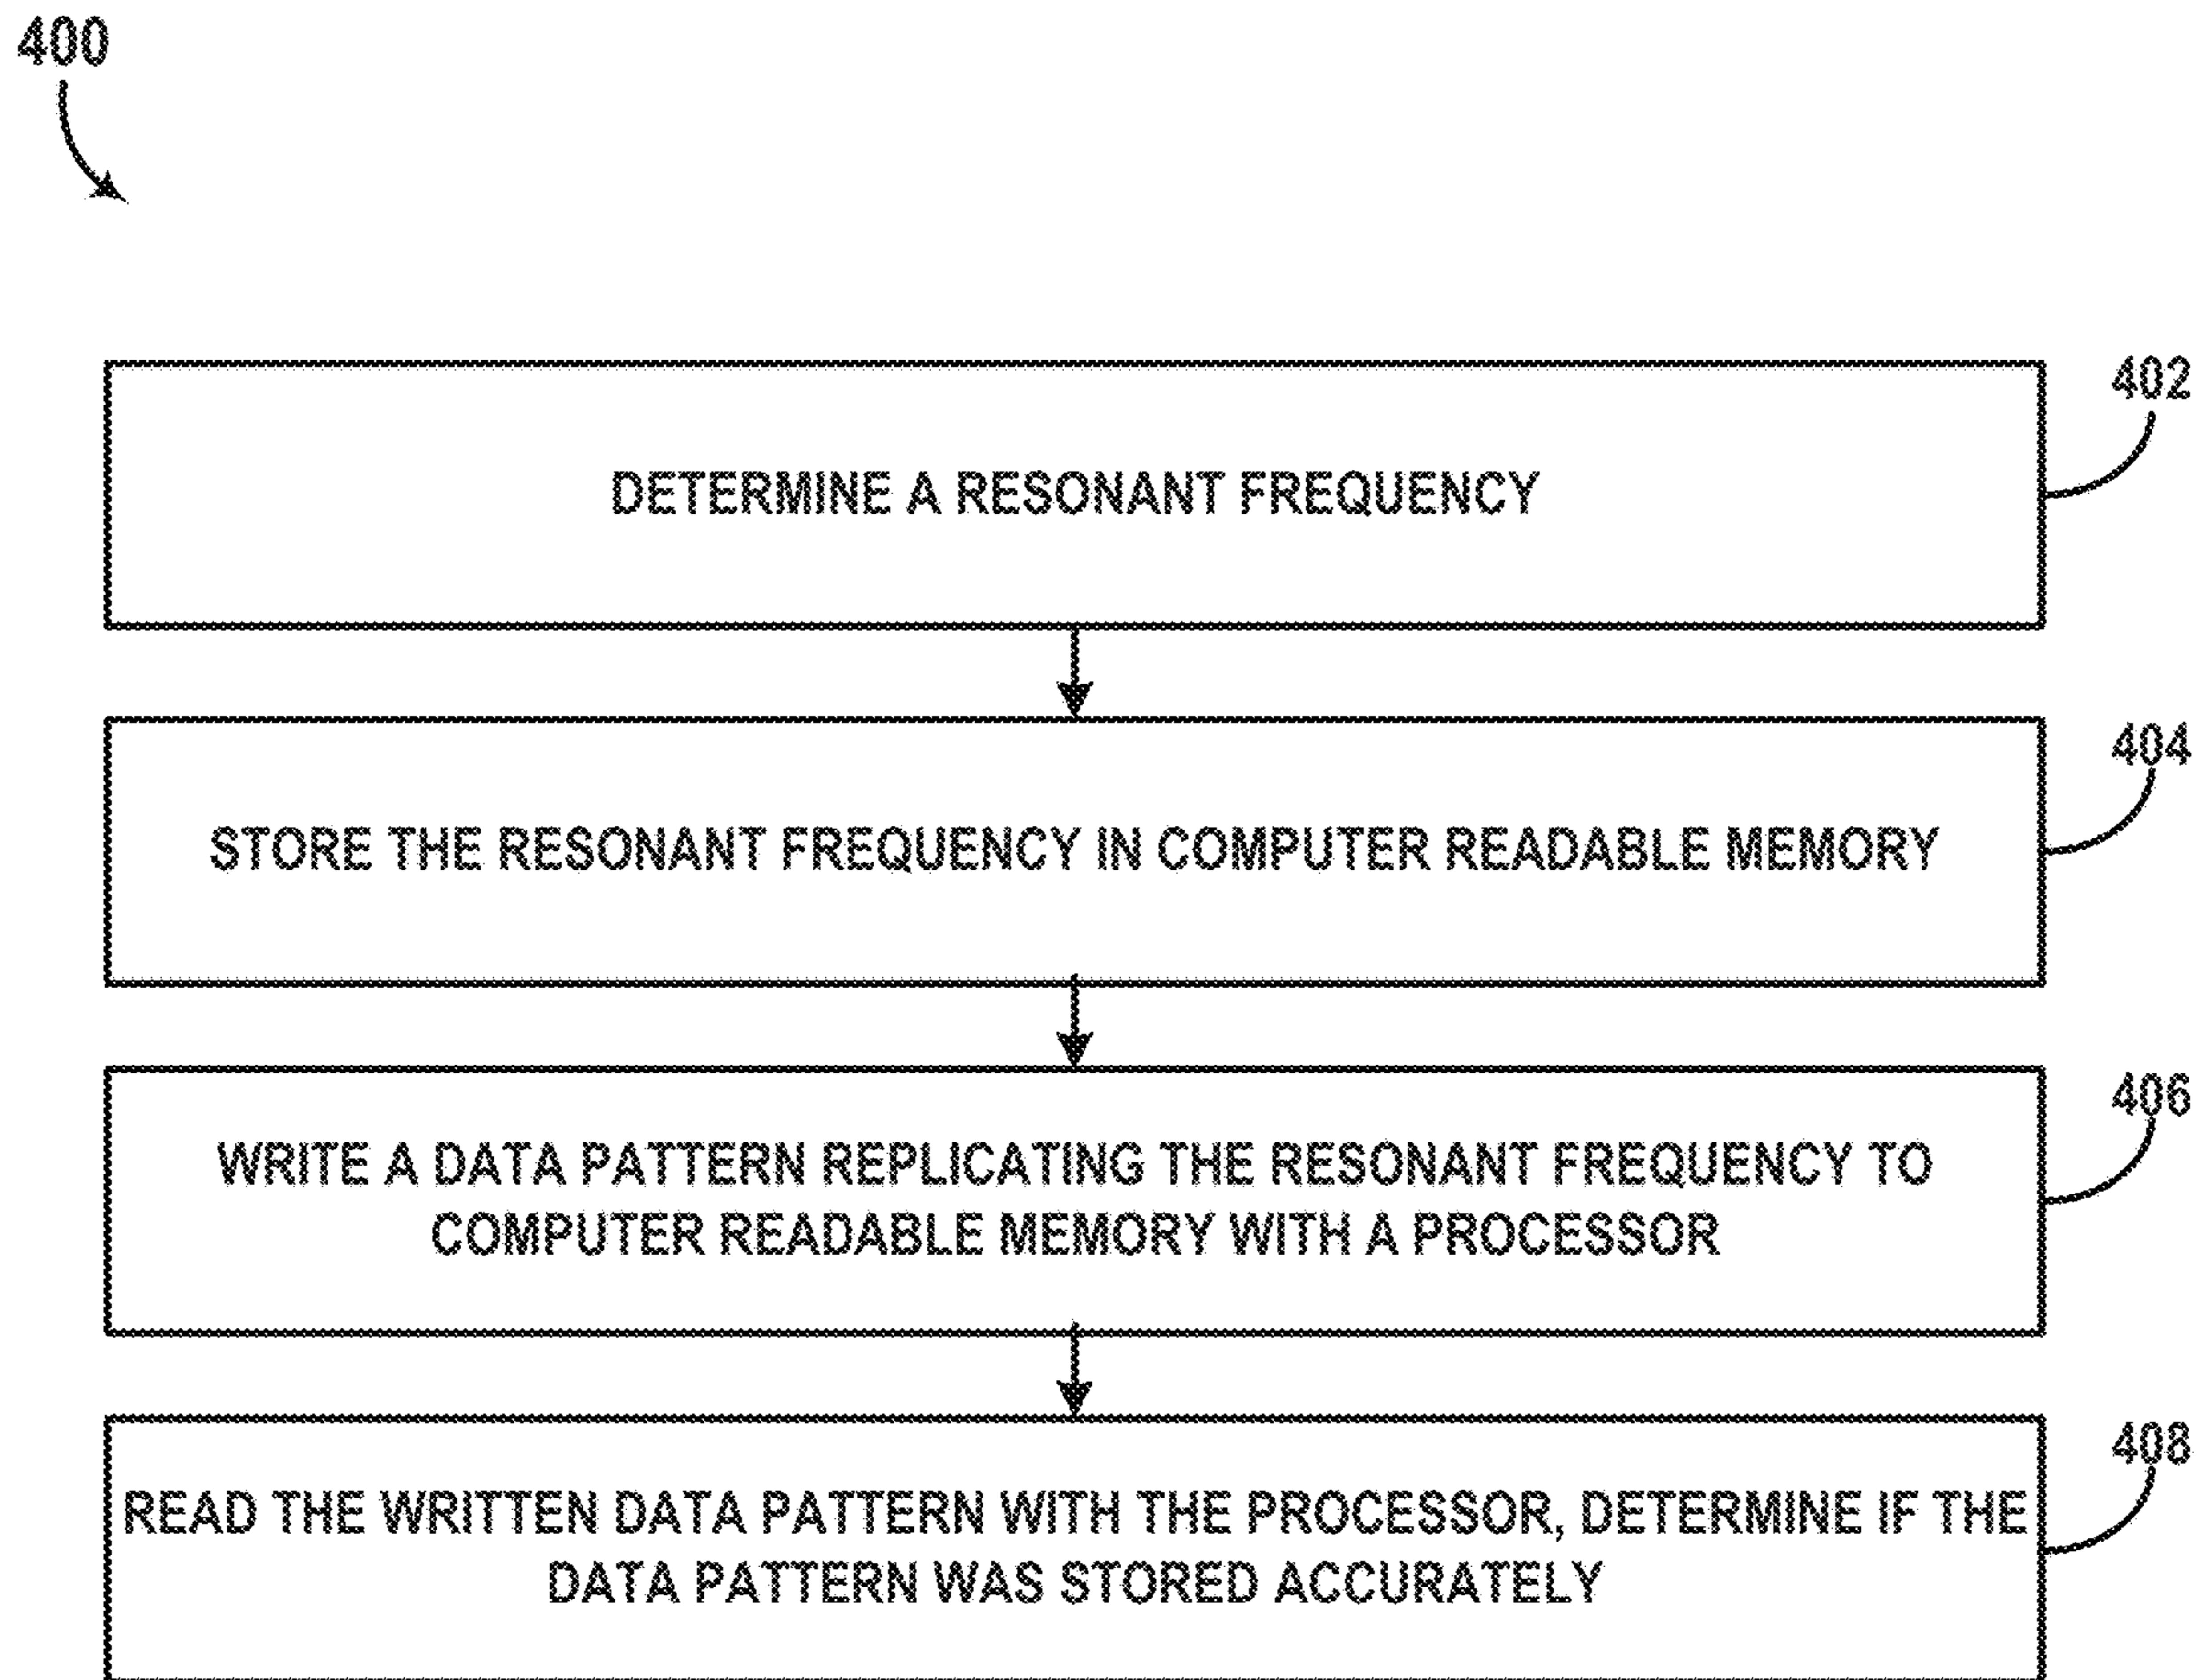 400
402
DETERMINE A RESONANT FREQUENCY
404
STORE THE RESONANT FREQUENCY IN COMPUTER READABLE MEMORY
406
WRITE A DATA PATTERN REPLICATING THE RESONANT FREQUENCY TO
COMPUTER READABLE MEMORY WITH A PROCESSOR
408
READ THE WRITTEN DATA PATTERN WITH THE PROCESSOR, DETERMINE IF THE
DATA PATTERN WAS STORED ACCURATELY